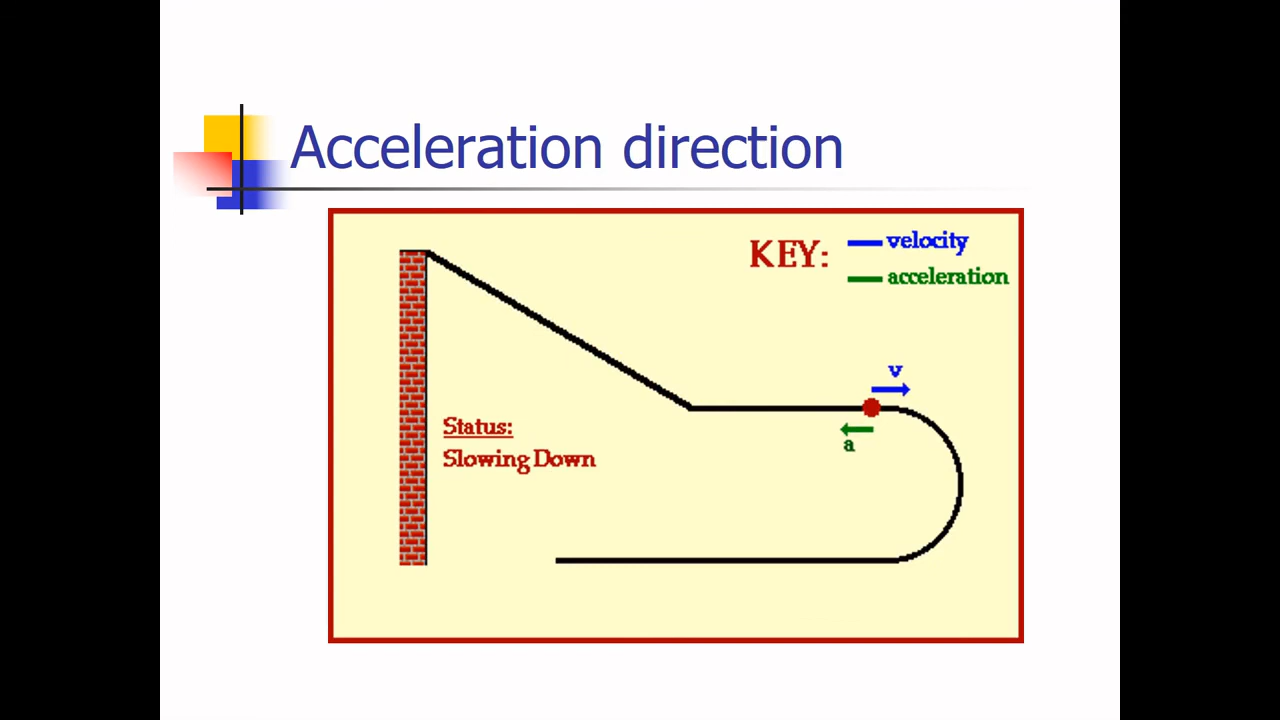 Acceleration direction
KEY:
velocity
acceleration
v
a
Status:
Slowing Down